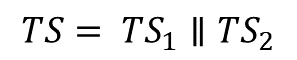 TS = TS₁ ∥ TS₂